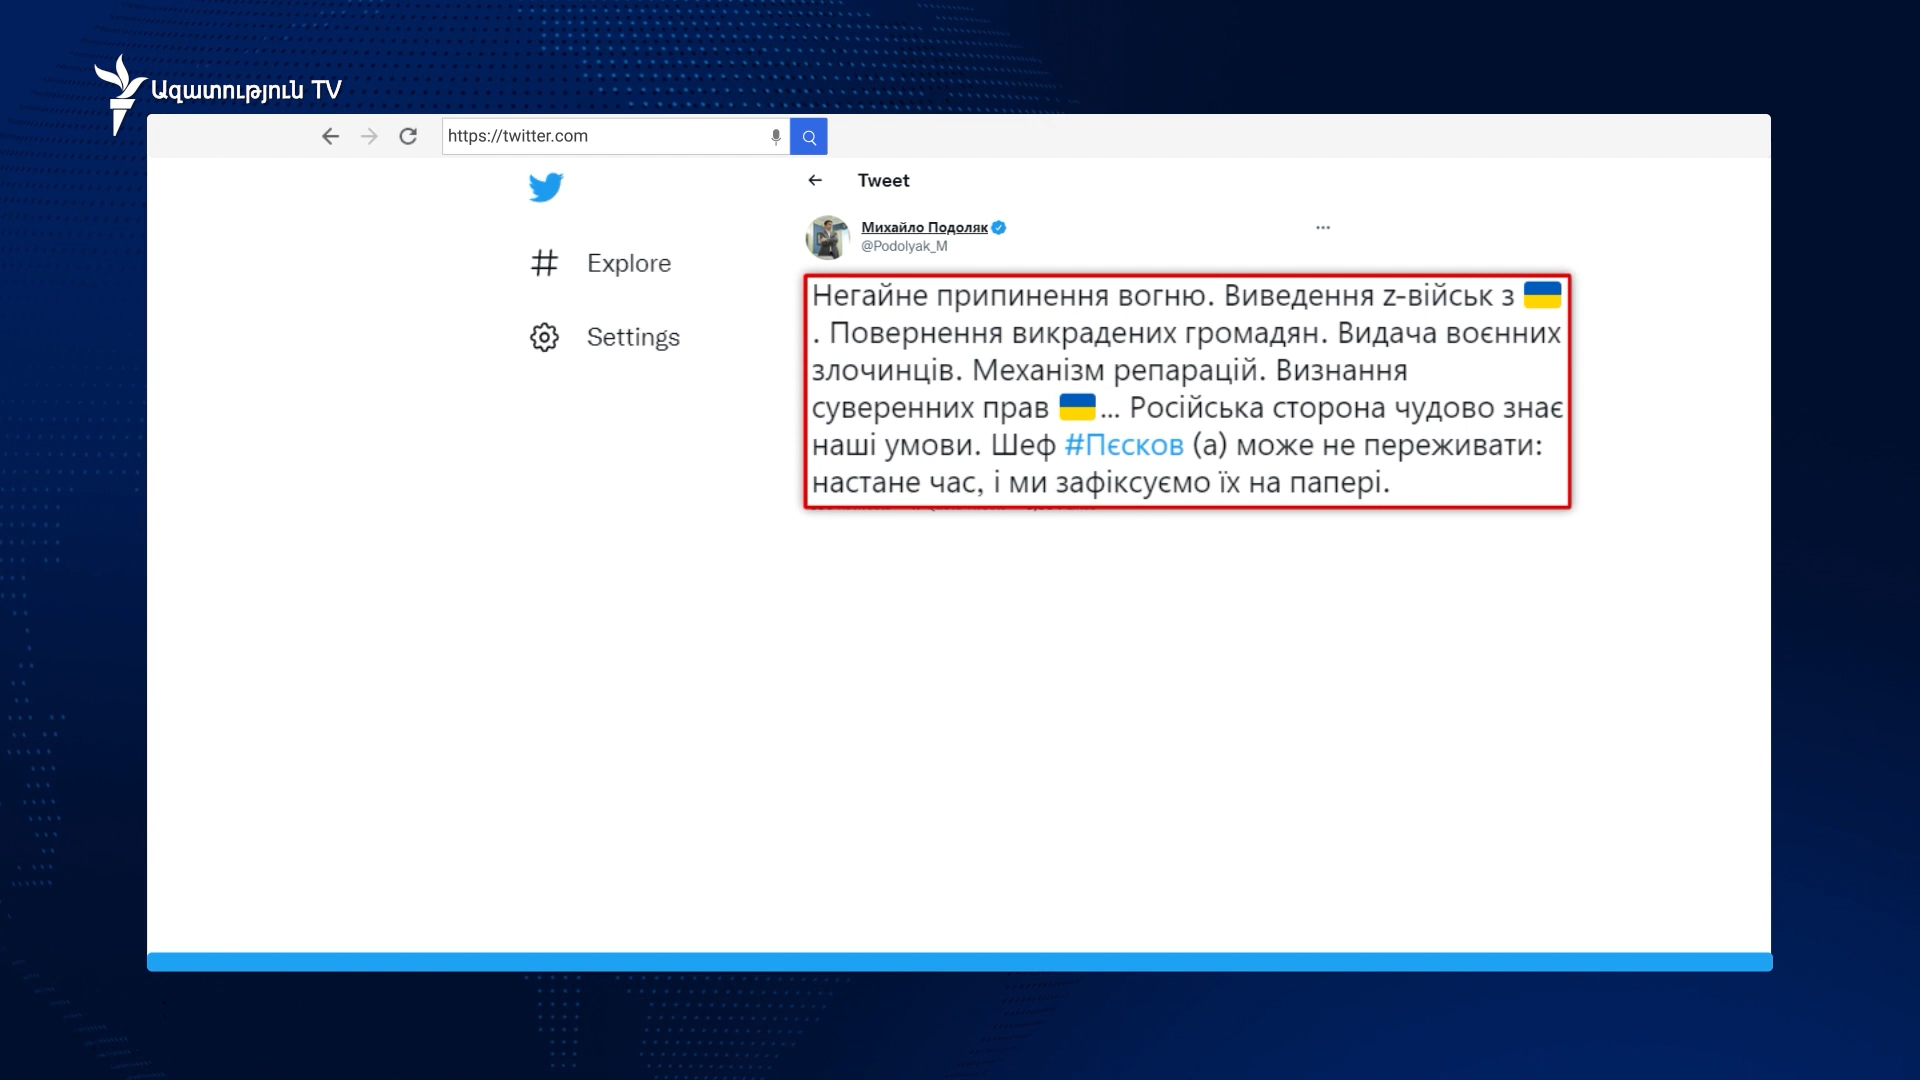 Ազատություն TV
https://twitter.com
Tweet
Михайло Подоляк
@Podolyak_M
Explore
Settings
Негайне припинення вогню. Виведення z-військ з 🇺🇦
. Повернення викрадених громадян. Видача воєнних
злочинців. Механізм репарацій. Визнання
суверенних прав 🇺🇦... Російська сторона чудово знає
наші умови. Шеф #Пєсков (а) може не переживати:
настане час, і ми зафіксуємо їх на папері.